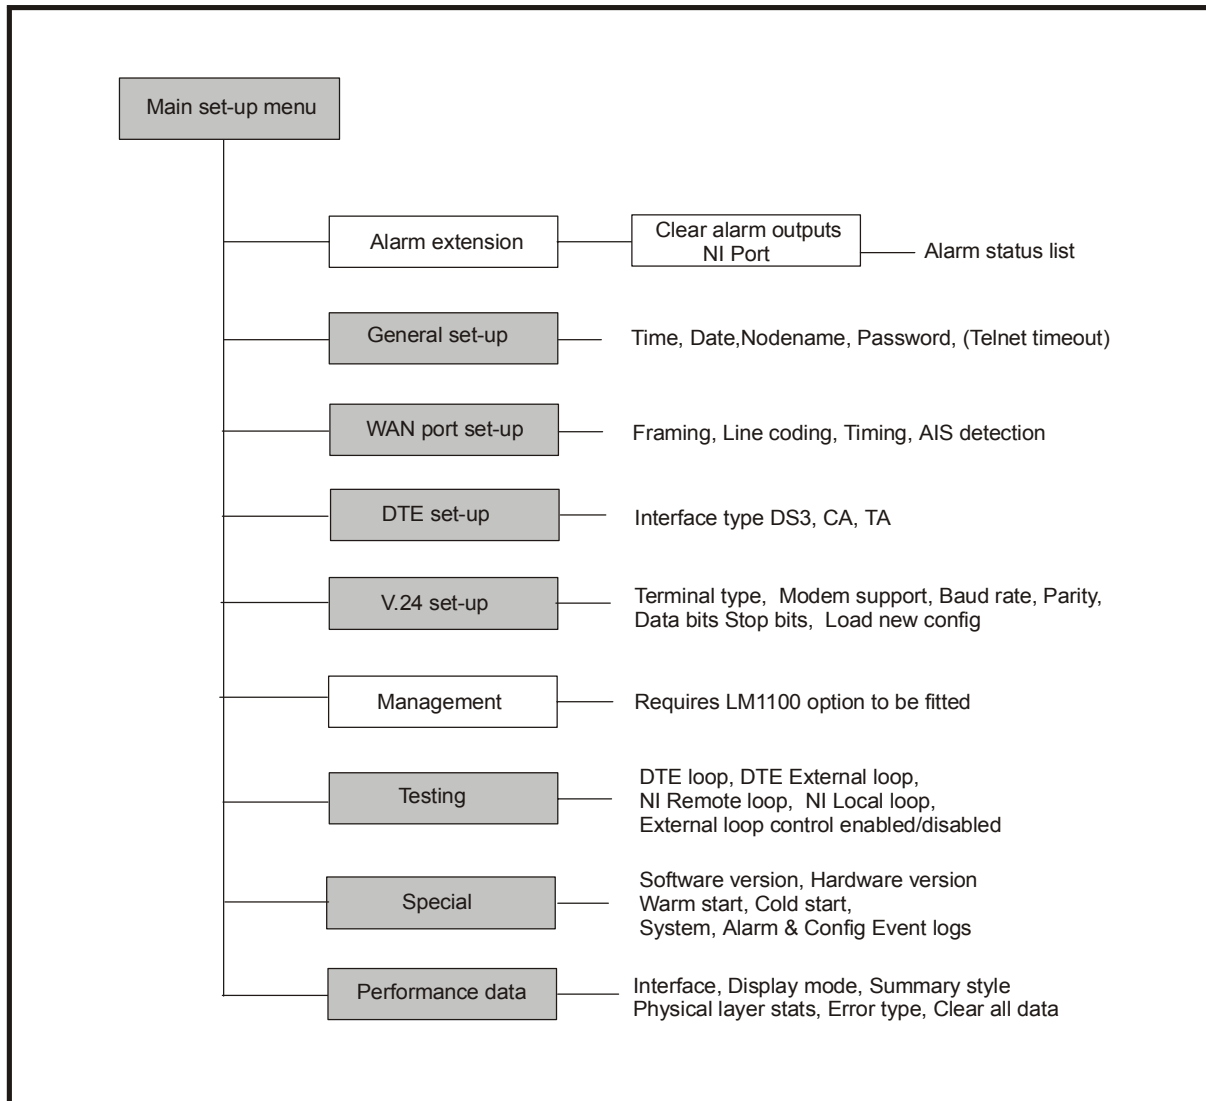 Main set-up menu
Alarm extension
Clear alarm outputs
NI Port
Alarm status list
General set-up
Time, Date,Nodename, Password, (Telnet timeout)
WAN port set-up
Framing, Line coding, Timing, AIS detection
DTE set-up
Interface type DS3, CA, TA
V.24 set-up
Terminal type,  Modem support, Baud rate, Parity,
Data bits Stop bits,  Load new config
Management
Requires LM1100 option to be fitted
Testing
DTE loop, DTE External loop,
NI Remote loop,  NI Local loop,
External loop control enabled/disabled
Special
Software version, Hardware version
Warm start, Cold start,
System, Alarm & Config Event logs
Performance data
Interface, Display mode, Summary style
Physical layer stats, Error type, Clear all data